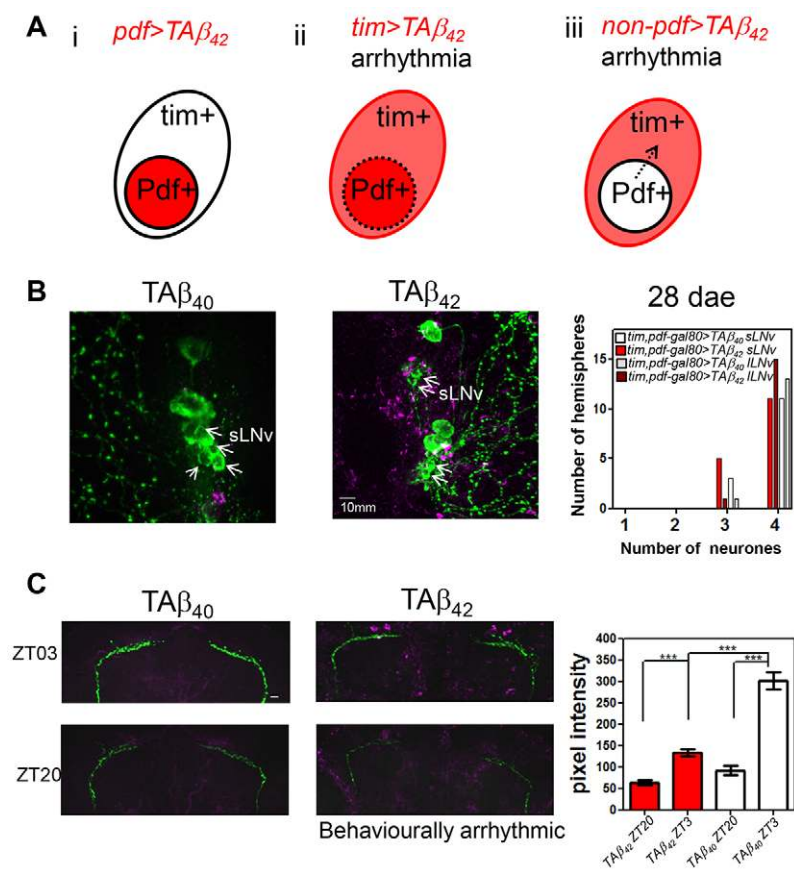 A
i
pdf>TAβ42
tim+
Pdf+
ii
tim>TAβ42
arrhythmia
tim+
Pdf+
iii
non-pdf>TAβ42
arrhythmia
tim+
Pdf+
B
TAβ40
sLNv
TAβ42
sLNv
10mm
28 dae
tim,pdf-gal80>TAβ40 sLNv
tim,pdf-gal80>TAβ42 sLNv
tim,pdf-gal80>TAβ40 lLNv
tim,pdf-gal80>TAβ42 lLNv
Number of hemispheres
15
10
5
0
1 2 3 4
Number of neurones
C
TAβ40
TAβ42
ZT03
ZT20
Behaviourally arrhythmic
pixel intensity
400
350
300
250
200
150
100
50
0
***
***
***
TAβ42 ZT20
TAβ42 ZT3
TAβ40 ZT20
TAβ40 ZT3